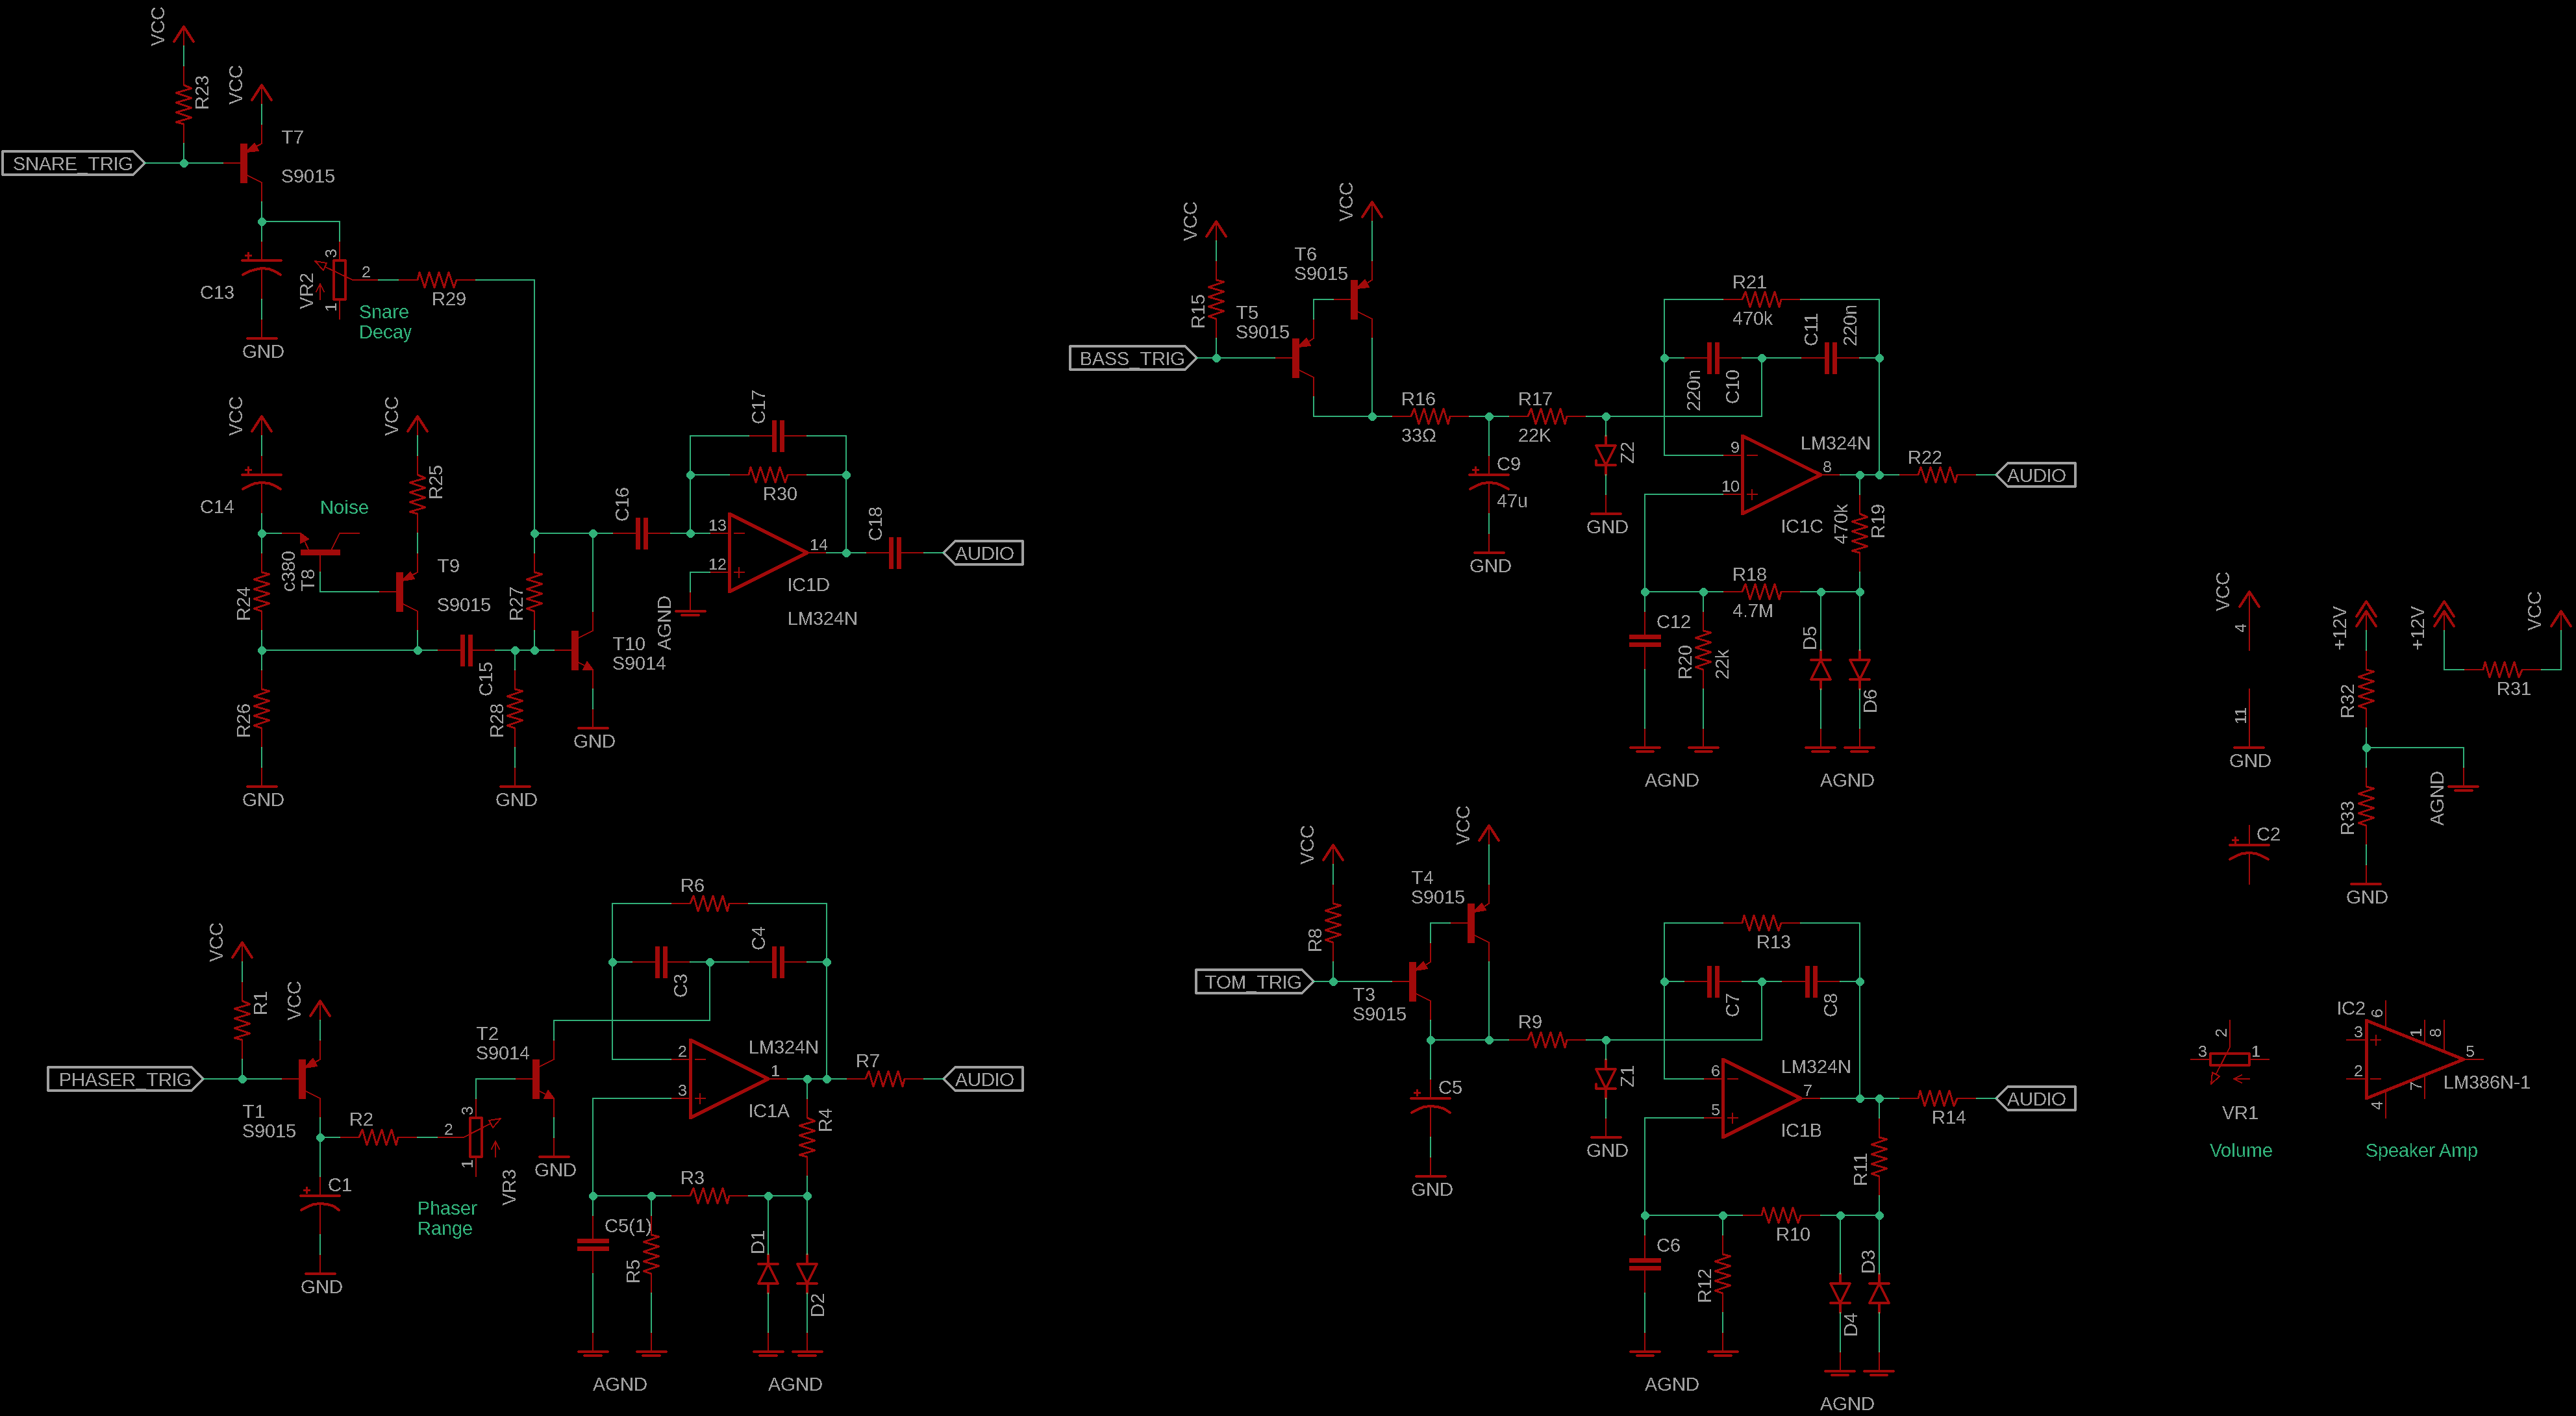 VCC
R23
VCC
T7
S9015
SNARE_TRIG
C13
GND
VR2
3
2
1
Snare
Decay
R29
VCC
C14
Noise
VCC
R25
c380
T8
T9
S9015
R24
R26
GND
C15
R27
R28
GND
T10
S9014
GND
C16
C17
R30
13
12
14
IC1D
LM324N
AGND
C18
AUDIO
VCC
R15
VCC
T6
S9015
T5
S9015
BASS_TRIG
R16
33Ω
R17
22K
C9
47u
GND
Z2
GND
R21
470k
220n
C10
C11
220n
9
10
8
LM324N
IC1C
R22
AUDIO
470k
R19
R18
4.7M
C12
R20
22k
D5
D6
AGND
AGND
VCC
R1
VCC
PHASER_TRIG
T1
S9015
R2
C1
GND
2
3
1
VR3
Phaser
Range
T2
S9014
GND
R6
C3
C4
2
3
1
LM324N
IC1A
R7
AUDIO
R4
R3
C5(1)
R5
D1
D2
AGND
AGND
VCC
R8
VCC
T4
S9015
TOM_TRIG
T3
S9015
R9
C5
GND
Z1
GND
R13
C7
C8
6
5
7
LM324N
IC1B
R14
AUDIO
R11
R10
C6
R12
D4
D3
AGND
AGND
VCC
4
11
GND
C2
+12V
+12V
VCC
R31
R32
R33
AGND
GND
2
3
1
VR1
Volume
IC2
3
2
6
1
8
5
7
4
LM386N-1
Speaker Amp